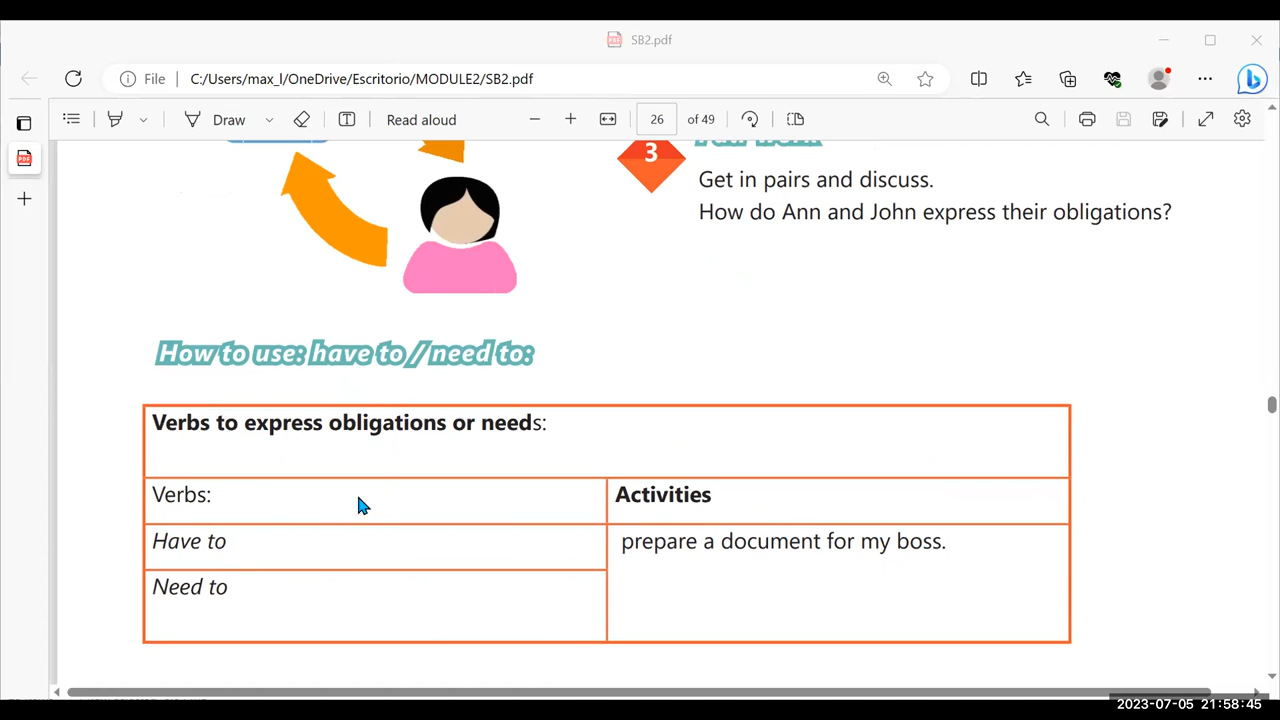 SB2.pdf
File C:/Users/max_l/OneDrive/Escritorio/MODULE2/SB2.pdf
Draw Read aloud 26 of 49
3
Get in pairs and discuss.
How do Ann and John express their obligations?
How to use: have to / need to:
Verbs to express obligations or needs:
Verbs: Activities
Have to prepare a document for my boss.
Need to
2023-07-05 21:58:45